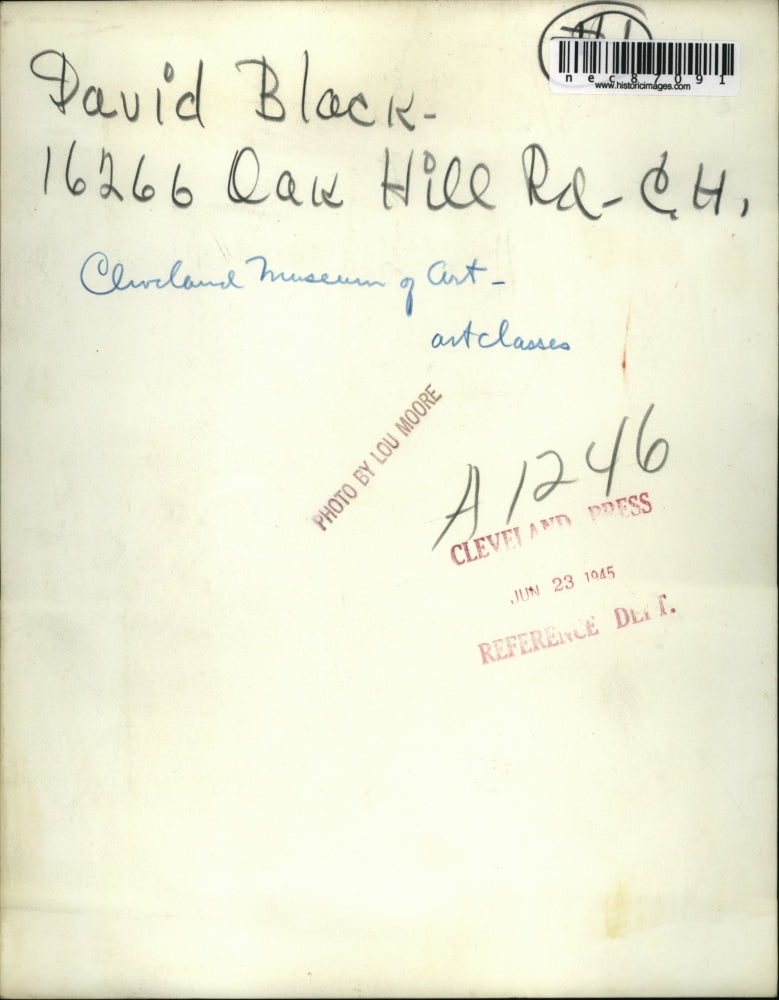 #1
nec87091
www.historicimages.com
David Black-
16266 Oak Hill Rd-C.H.
Cleveland Museum of Art-
art classes
PHOTO BY LOU MOORE
A1246
CLEVELAND PRESS
JUN 23 1945
REFERENCE DEPT.